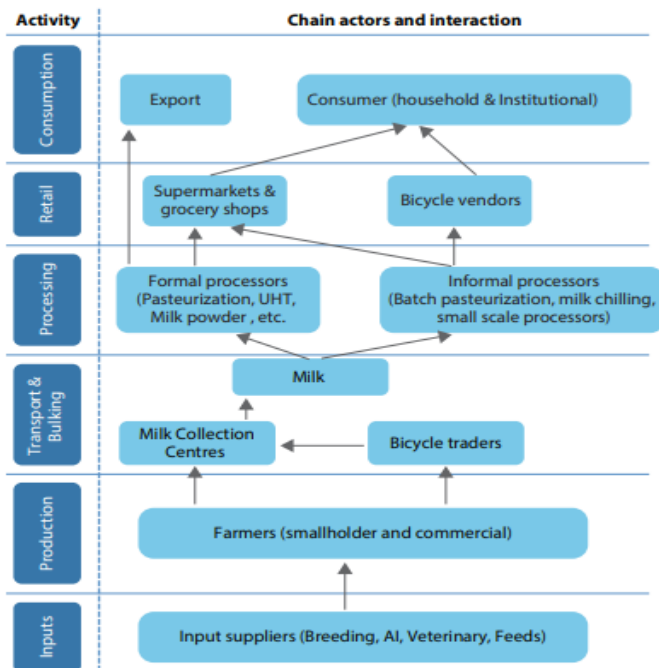 Activity
Chain actors and interaction
Consumption
Export
Consumer (household & Institutional)
Retail
Supermarkets &
grocery shops
Bicycle vendors
Processing
Formal processors
(Pasteurization, UHT,
Milk powder , etc.
Informal processors
(Batch pasteurization, milk chilling,
small scale processors)
Transport &
Bulking
Milk
Milk Collection
Centres
Bicycle traders
Production
Farmers (smallholder and commercial)
Inputs
Input suppliers (Breeding, AI, Veterinary, Feeds)